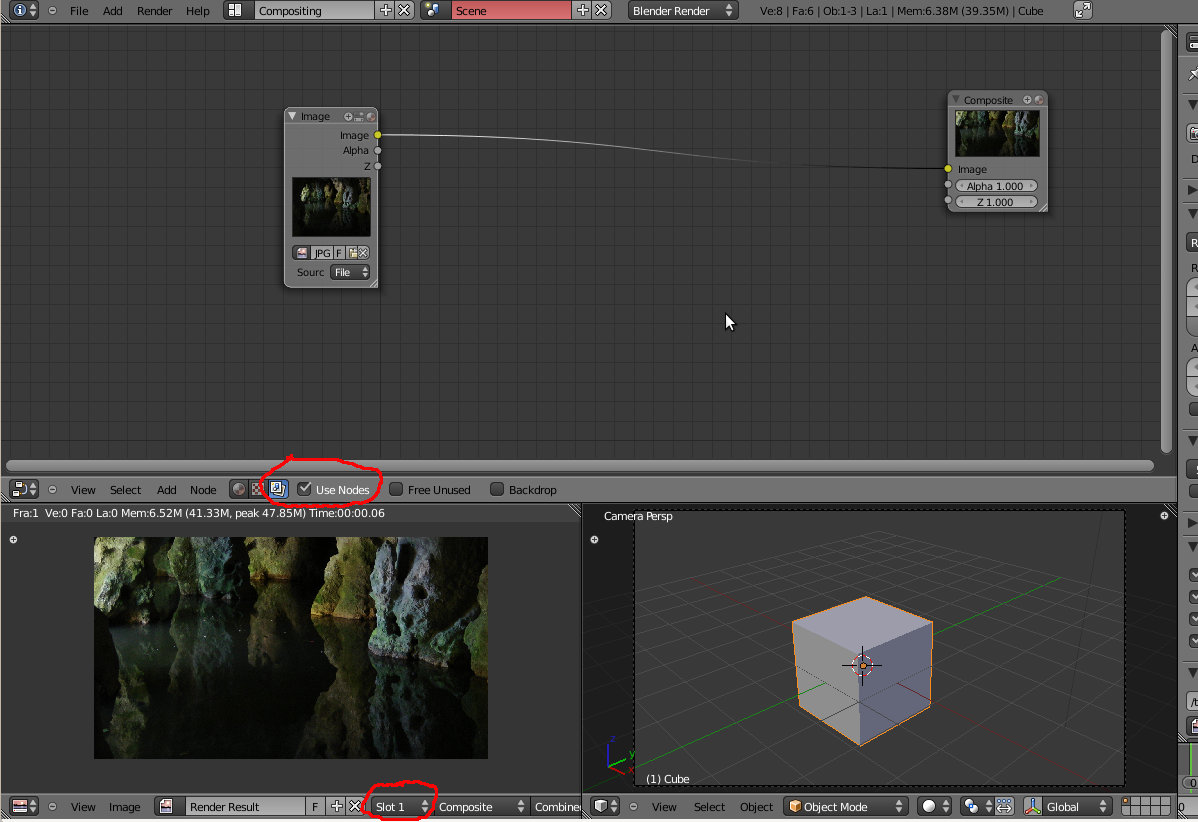 File Add Render Help Compositing Scene Blender Render Ve:8 | Fa:6 | Ob:1-3 | La:1 | Mem:6.38M (39.35M) | Cube
Image
Image
Alpha
Z
JPG F
Sourc File
Composite
Image
Alpha 1.000
Z 1.000
View Select Add Node Use Nodes Free Unused Backdrop
Fra:1 Ve:0 Fa:0 La:0 Mem:6.52M (41.33M, peak 47.85M) Time:00:00.06
Camera Persp
z
y
x
(1) Cube
View Image Render Result F Slot 1 Composite Combine
View Select Object Object Mode Global
D
R
R
A
/b
0
0